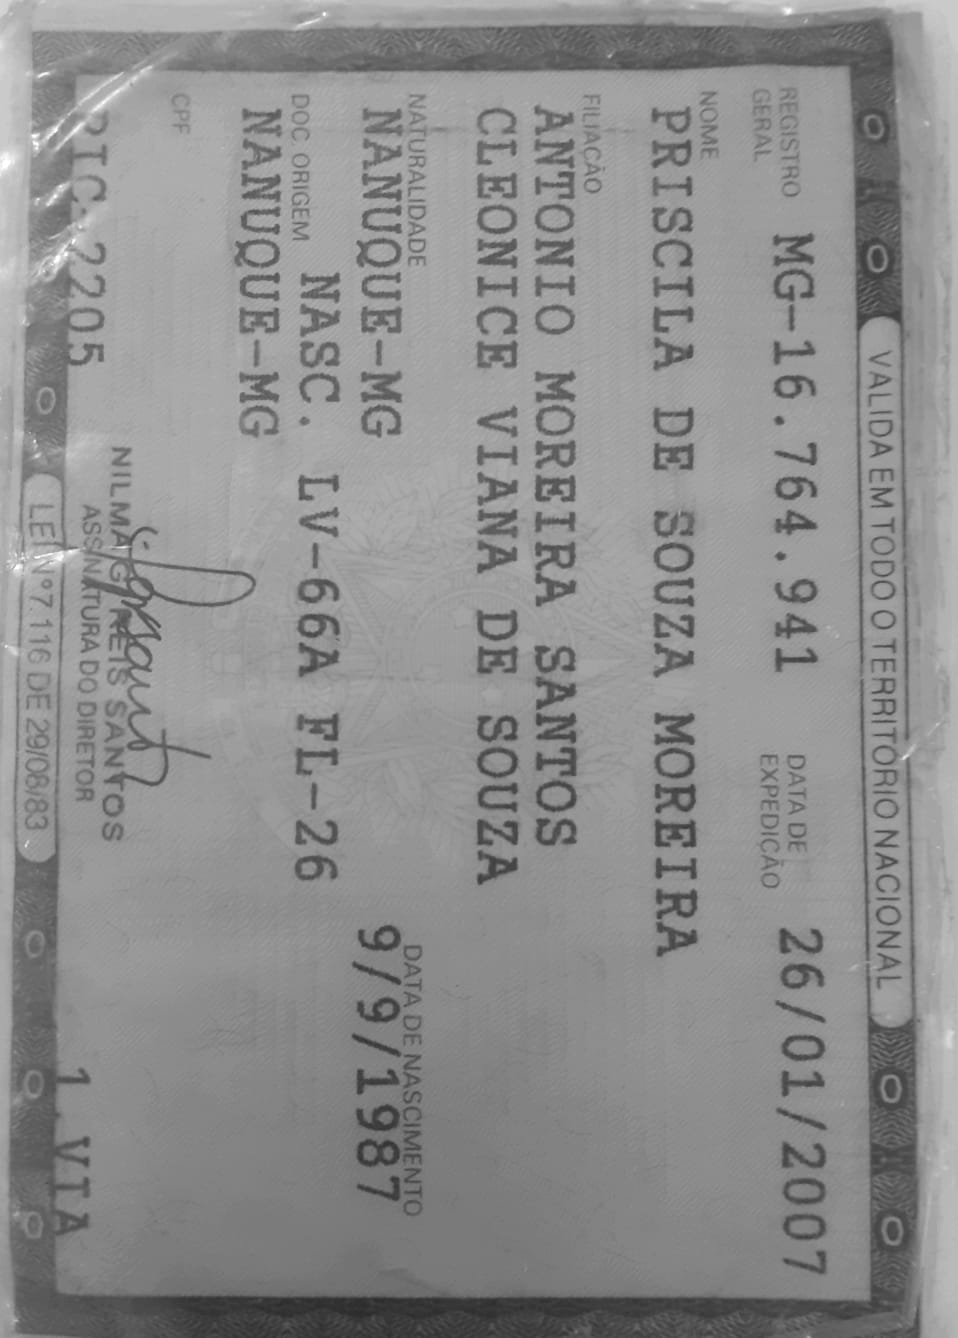 VALIDA EM TODO O TERRITÓRIO NACIONAL
REGISTRO GERAL MG-16.764.941 DATA DE EXPEDIÇÃO 26/01/2007
NOME
PRISCILA DE SOUZA MOREIRA
FILIAÇÃO
ANTONIO MOREIRA SANTOS
CLEONICE VIANA DE SOUZA
NATURALIDADE DATA DE NASCIMENTO
NANUQUE-MG 9/9/1987
DOC. ORIGEM NASC. LV-66A FL-26
NANUQUE-MG
CPF
NILMA G REIS SANTOS
PIC-2205 ASSINATURA DO DIRETOR 1 VIA
LEI Nº 7.116 DE 29/08/83